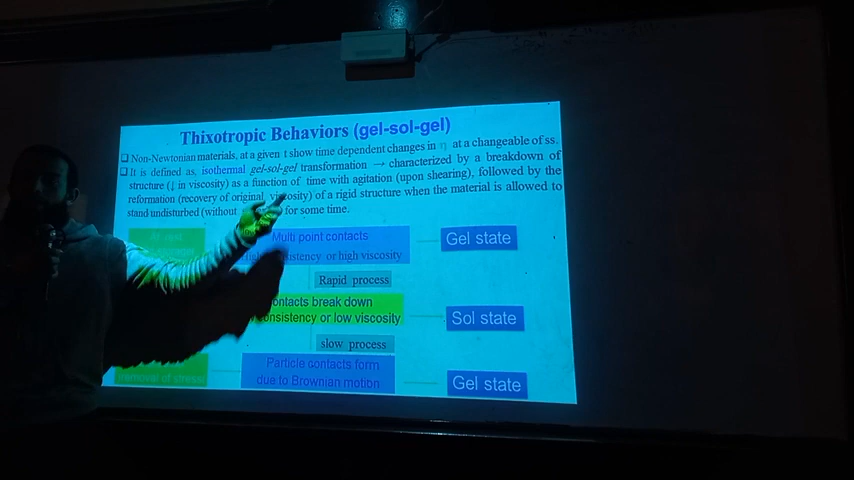 Thixotropic Behaviors (gel-sol-gel)
❑ Non-Newtonian materials, at a given t show time dependent changes in η at a changeable of ss.
❑ It is defined as, isothermal gel-sol-gel transformation → characterized by a breakdown of
structure (↓ in viscosity) as a function of time with agitation (upon shearing), followed by the
reformation (recovery of original viscosity) of a rigid structure when the material is allowed to
stand undisturbed (without for some time.
At rest
Multi point contacts
consistency or high viscosity
Gel state
Rapid process
contacts break down
consistency or low viscosity
Sol state
slow process
removal of stress
Particle contacts form
due to Brownian motion
Gel state